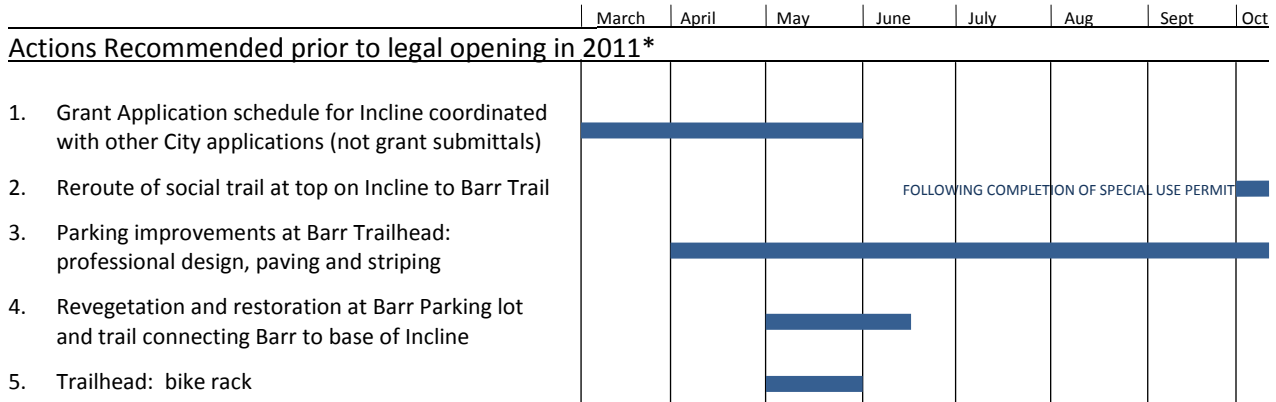 March April May June July Aug Sept Oct
Actions Recommended prior to legal opening in 2011*
1. Grant Application schedule for Incline coordinated
with other City applications (not grant submittals)
2. Reroute of social trail at top on Incline to Barr Trail
FOLLOWING COMPLETION OF SPECIAL USE PERMIT
3. Parking improvements at Barr Trailhead:
professional design, paving and striping
4. Revegetation and restoration at Barr Parking lot
and trail connecting Barr to base of Incline
5. Trailhead: bike rack